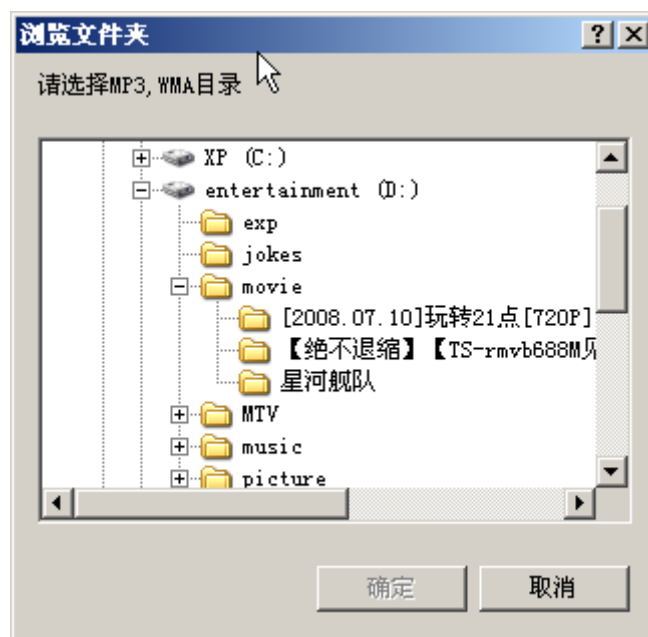 浏览文件夹
请选择MP3,WMA目录
XP (C:)
entertainment (D:)
exp
jokes
movie
[2008.07.10]玩转21点[720P]
【绝不退缩】【TS-rmvb688M
星河舰队
MTV
music
picture
确定
取消